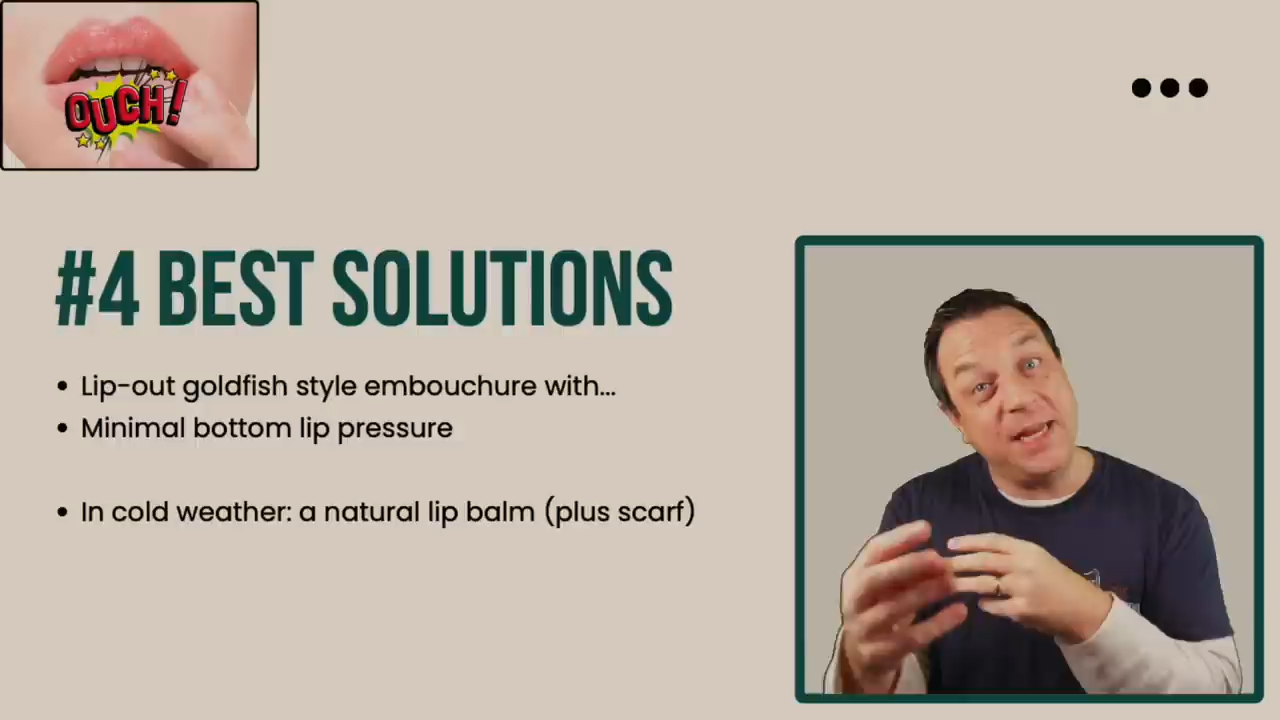 OUCH!
#4 BEST SOLUTIONS
• Lip-out goldfish style embouchure with...
• Minimal bottom lip pressure
• In cold weather: a natural lip balm (plus scarf)